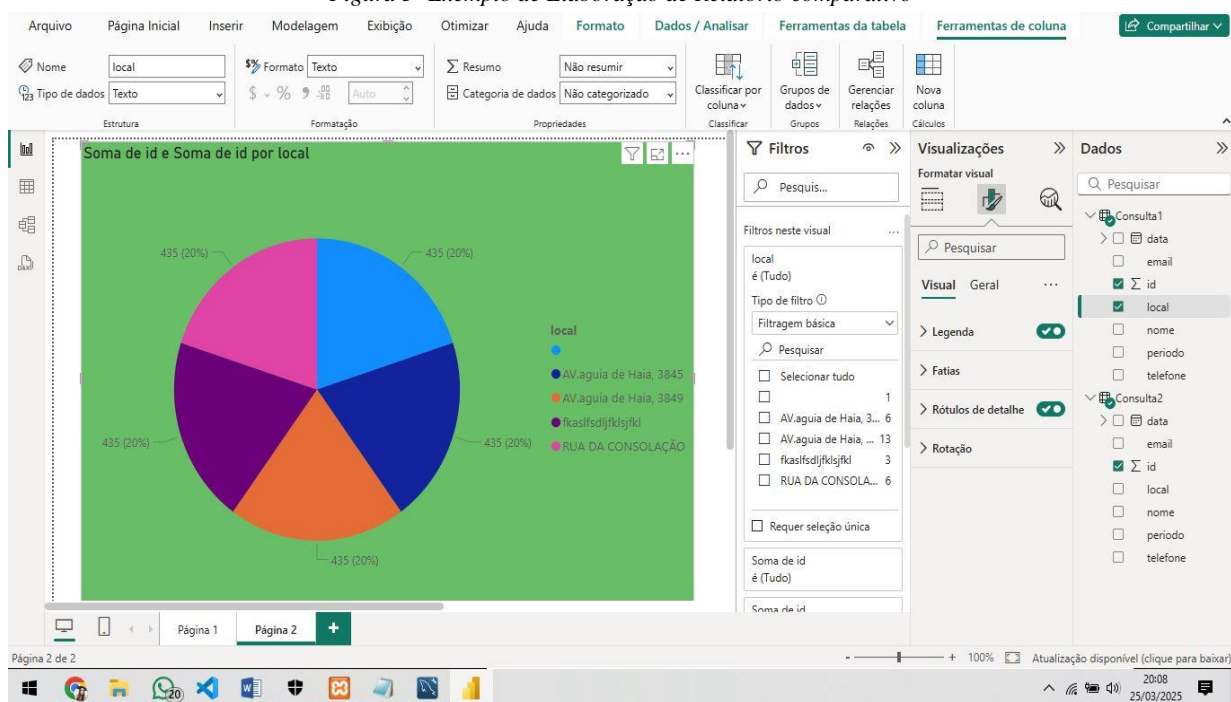 Arquivo Página Inicial Inserir Modelagem Exibição Otimizar Ajuda Formato Dados / Analisar Ferramentas da tabela Ferramentas de coluna Compartilhar
Nome local
Tipo de dados Texto
Estrutura
$% Formato Texto
$ % 9 .00 Auto
Formatação
Resumo Não resumir
Categoria de dados Não categorizado
Propriedades
Classificar por coluna
Classificar
Grupos de dados
Grupos
Gerenciar relações
Relações
Nova coluna
Cálculos
Soma de id e Soma de id por local
435 (20%)
435 (20%)
435 (20%)
435 (20%)
435 (20%)
local
AV.aguia de Haia, 3845
AV.aguia de Haia, 3849
fkaslfsdljfklsjfkl
RUA DA CONSOLAÇÃO
Filtros
Pesquis...
Filtros neste visual ...
local
é (Tudo)
Tipo de filtro
Filtragem básica
Pesquisar
Selecionar tudo
1
AV.aguia de Haia, 3... 6
AV.aguia de Haia, ... 13
fkaslfsdljfklsjfkl 3
RUA DA CONSOLA... 6
Requer seleção única
Soma de id
é (Tudo)
Soma de id
Visualizações
Formatar visual
Pesquisar
Visual Geral ...
Legenda
Fatias
Rótulos de detalhe
Rotação
Dados
Pesquisar
Consulta1
data
email
id
local
nome
periodo
telefone
Consulta2
data
email
id
local
nome
periodo
telefone
Página 1 Página 2 +
Página 2 de 2
- + 100% Atualização disponível (clique para baixar)
20
20:08
25/03/2025